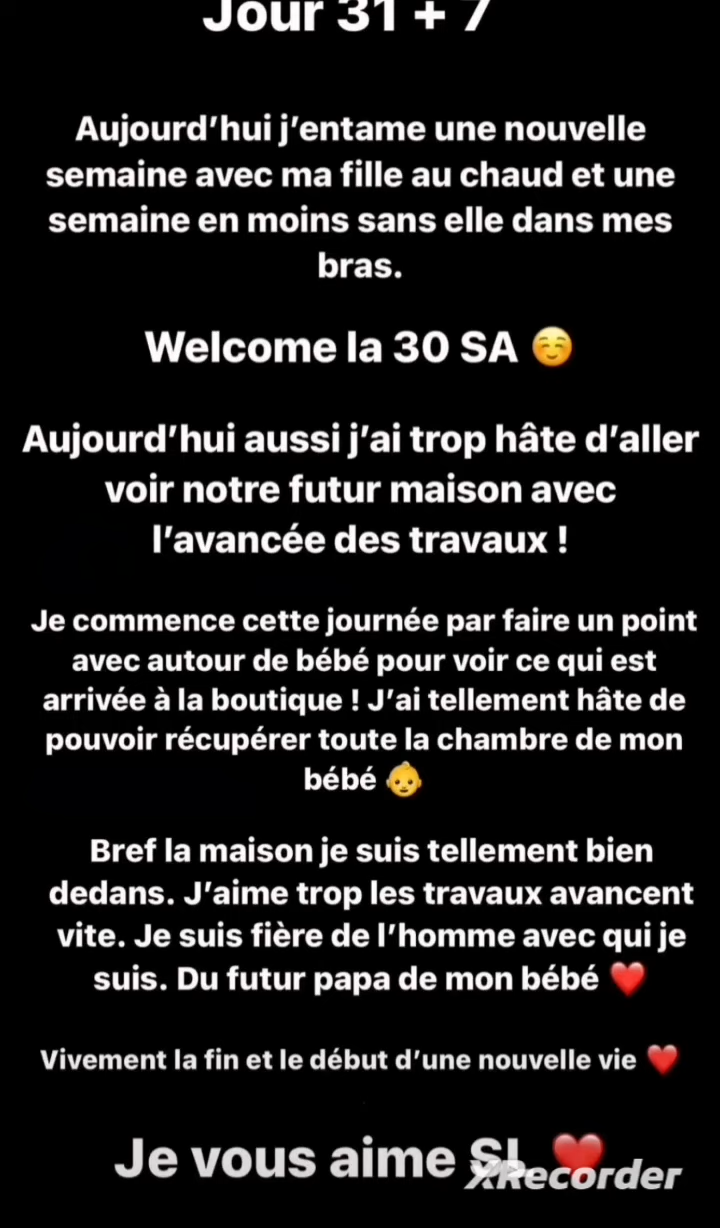 Jour 31 + 7
Aujourd’hui j’entame une nouvelle
semaine avec ma fille au chaud et une
semaine en moins sans elle dans mes
bras.
Welcome la 30 SA ☺️
Aujourd’hui aussi j’ai trop hâte d’aller
voir notre futur maison avec
l’avancée des travaux !
Je commence cette journée par faire un point
avec autour de bébé pour voir ce qui est
arrivée à la boutique ! J’ai tellement hâte de
pouvoir récupérer toute la chambre de mon
bébé 👶
Bref la maison je suis tellement bien
dedans. J’aime trop les travaux avancent
vite. Je suis fière de l’homme avec qui je
suis. Du futur papa de mon bébé ❤️
Vivement la fin et le début d’une nouvelle vie ❤️
Je vous aime ❤️
XRecorder